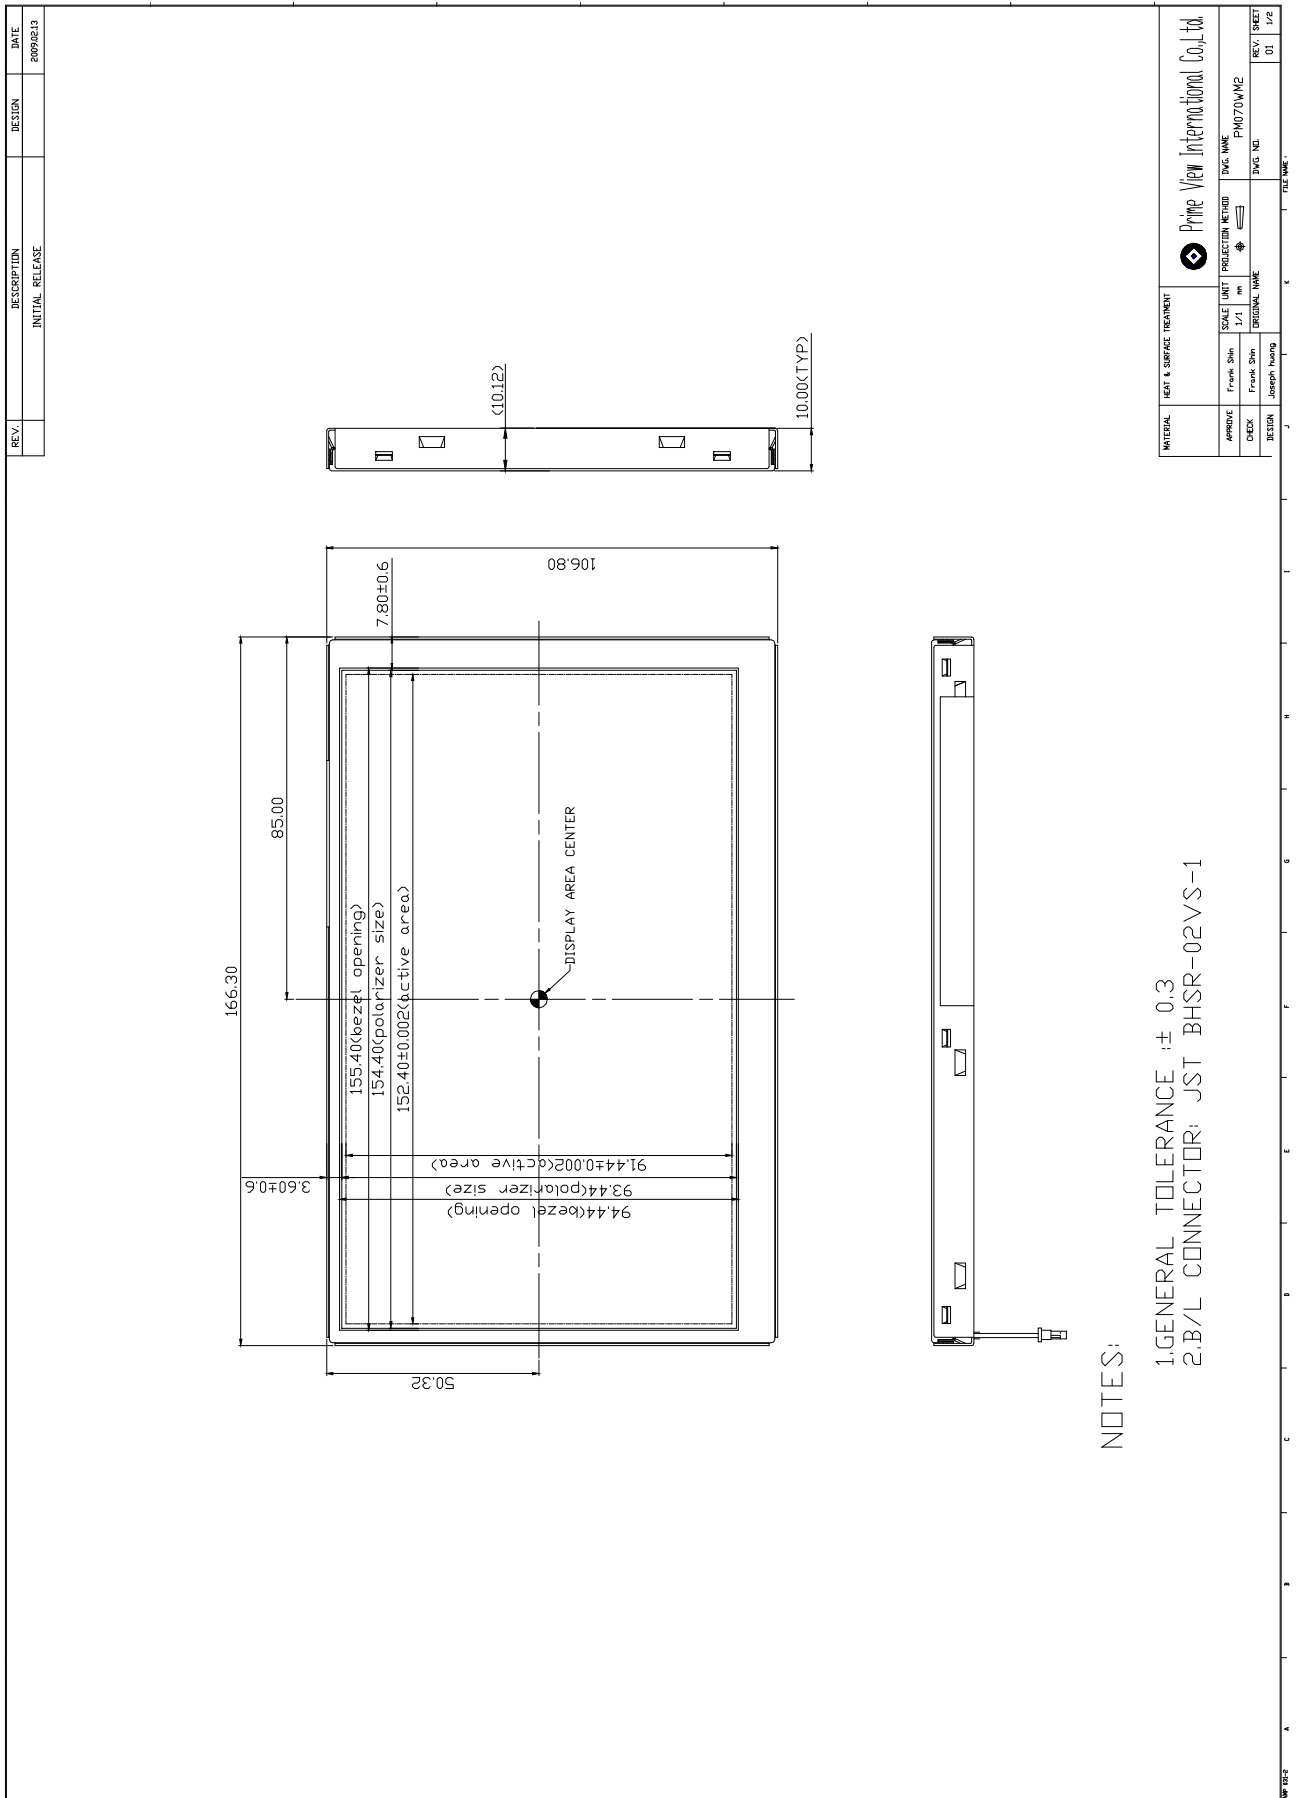 REV. DESCRIPTION DESIGN DATE
INITIAL RELEASE 2009.02.13
166.30
85.00
155.40(bezel opening)
154.40(polarizer size)
152.40±0.002(active area)
7.80±0.6
106.80
(10.12)
10.00(TYP)
3.60±0.6
91.44±0.002(active area)
93.44(polarizer size)
94.44(bezel opening)
50.32
DISPLAY AREA CENTER
NOTES:
1.GENERAL TOLERANCE :± 0.3
2.B/L CONNECTOR: JST BHSR-02VS-1
MATERIAL HEAT & SURFACE TREATMENT
Prime View International Co.,Ltd.
APPROVE Frank Shin SCALE UNIT PROJECTION METHOD DWG. NAME
1/1 mm PM070WM2
CHECK Frank Shin ORIGINAL NAME DWG. NO. REV. SHEET
DESIGN Joseph huang 01 1/2
FILE NAME :
A B C D E F G H I J K